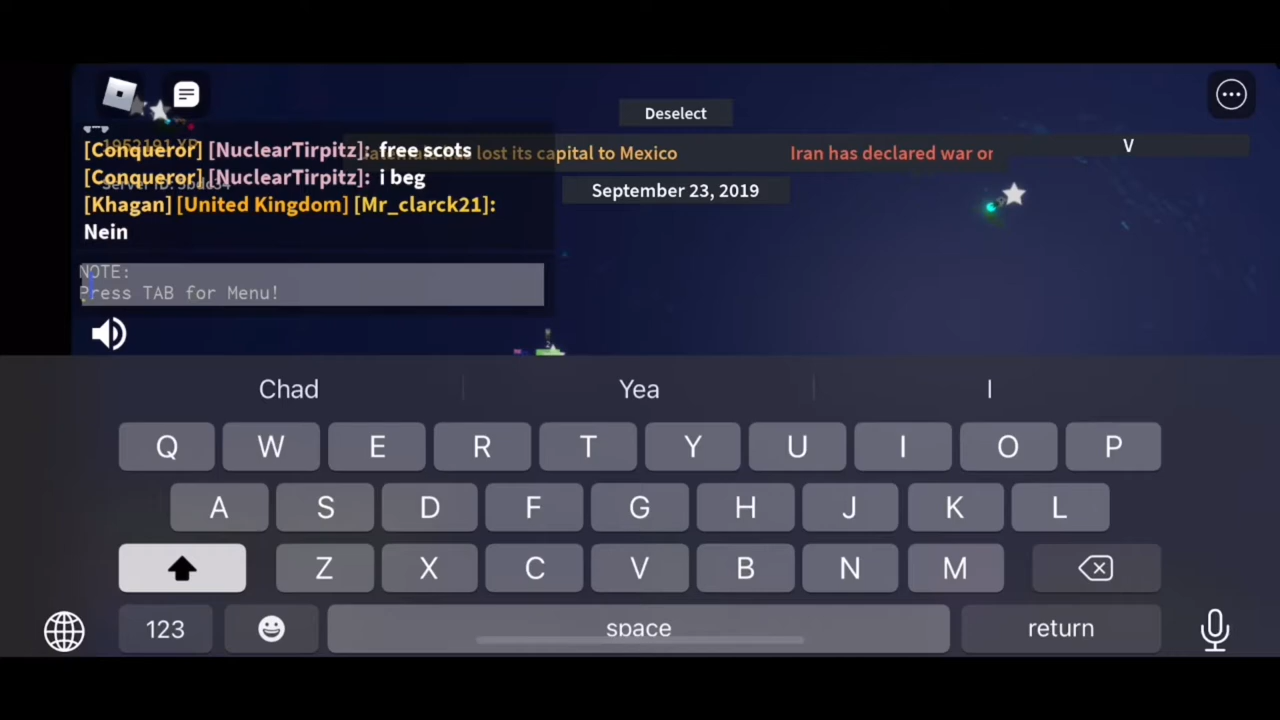 Deselect
has lost its capital to Mexico
Iran has declared war or
V
September 23, 2019
[Conqueror] [NuclearTirpitz]: free scots
[Conqueror] [NuclearTirpitz]: i beg
[Khagan] [United Kingdom] [Mr_clarck21]:
Nein
NOTE:
Press TAB for Menu!
Chad Yea I
Q W E R T Y U I O P
A S D F G H J K L
Z X C V B N M
123 space return